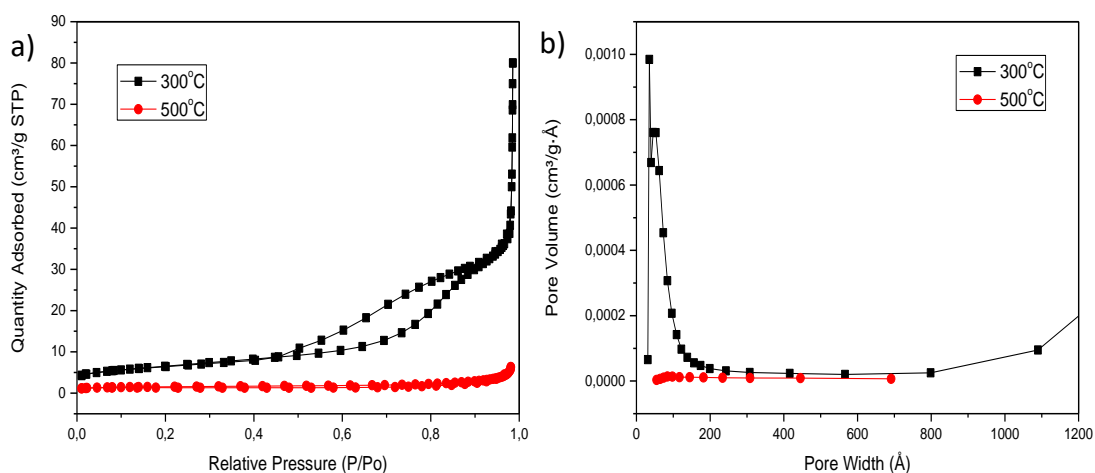 a)
90
80
70
60
50
40
30
20
10
0
Quantity Adsorbed (cm³/g STP)
300°C
500°C
0,0 0,2 0,4 0,6 0,8 1,0
Relative Pressure (P/Po)
b)
0,0010
0,0008
0,0006
0,0004
0,0002
0,0000
Pore Volume (cm³/g·Å)
300°C
500°C
0 200 400 600 800 1000 1200
Pore Width (Å)